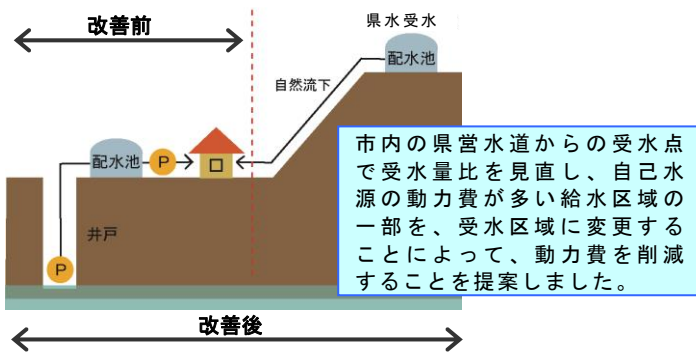 改善前
県水受水
配水池
自然流下
配水池
P
井戸
P
市内の県営水道からの受水点
で受水量比を見直し、自己水
源の動力費が多い給水区域の
一部を、受水区域に変更する
ことによって、動力費を削減
することを提案しました。
改善後